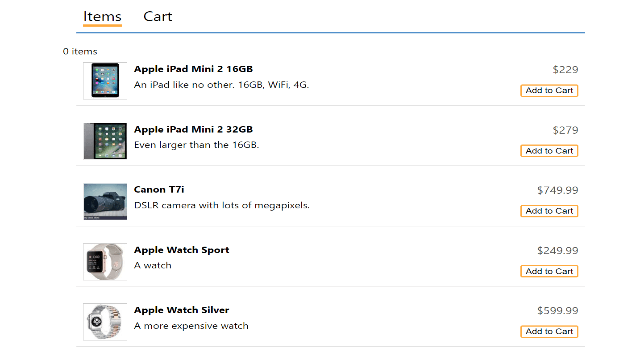 Items Cart
0 items
Apple iPad Mini 2 16GB $229
An iPad like no other. 16GB, WiFi, 4G. Add to Cart
Apple iPad Mini 2 32GB $279
Even larger than the 16GB. Add to Cart
Canon T7i $749.99
DSLR camera with lots of megapixels. Add to Cart
Apple Watch Sport $249.99
A watch Add to Cart
Apple Watch Silver $599.99
A more expensive watch Add to Cart